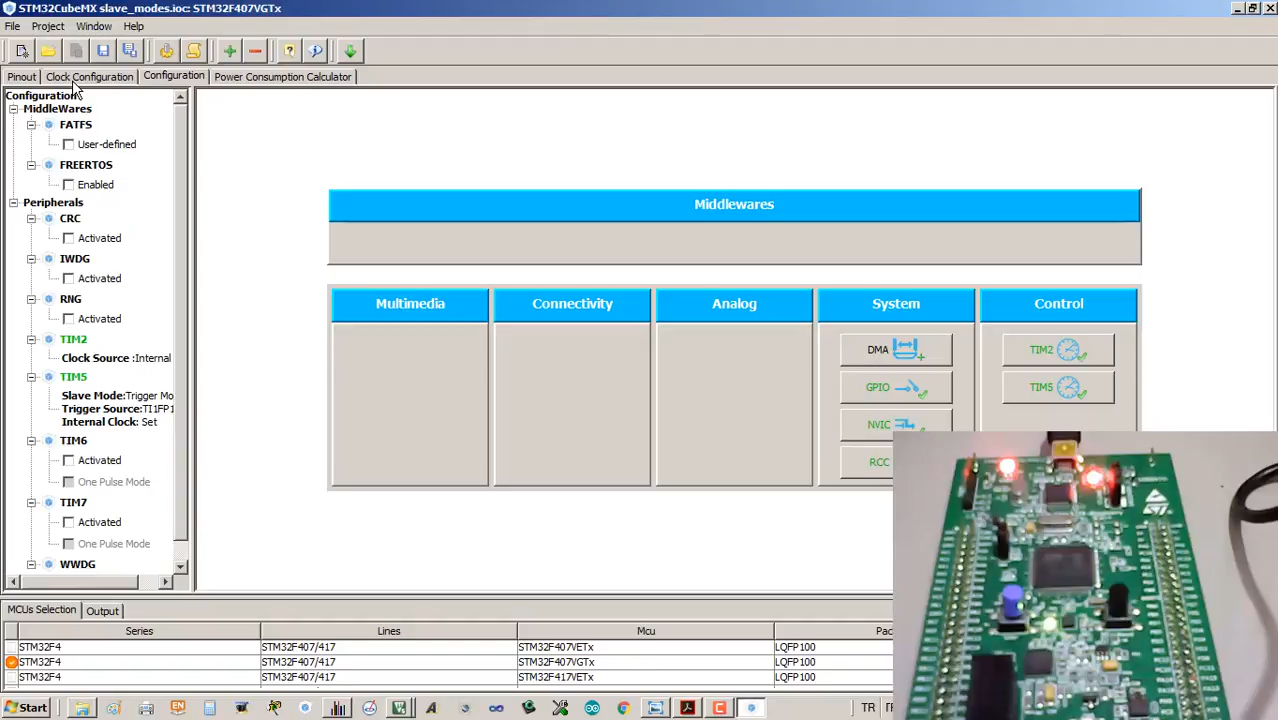 STM32CubeMX slave_modes.ioc: STM32F407VGTx
File Project Window Help
Pinout Clock Configuration Configuration Power Consumption Calculator
Configuration
MiddleWares
FATFS
User-defined
FREERTOS
Enabled
Peripherals
CRC
Activated
IWDG
Activated
RNG
Activated
TIM2
Clock Source :Internal
TIM5
Slave Mode:Trigger Mo
Trigger Source:TI1FP1
Internal Clock: Set
TIM6
Activated
One Pulse Mode
TIM7
Activated
One Pulse Mode
WWDG
Middlewares
Multimedia Connectivity Analog System Control
DMA TIM2
GPIO TIM5
NVIC
RCC
MCUs Selection Output
Series Lines Mcu Pac
STM32F4 STM32F407/417 STM32F407VETx LQFP100
STM32F4 STM32F407/417 STM32F407VGTx LQFP100
STM32F4 STM32F407/417 STM32F417VETx LQFP100
Start TR